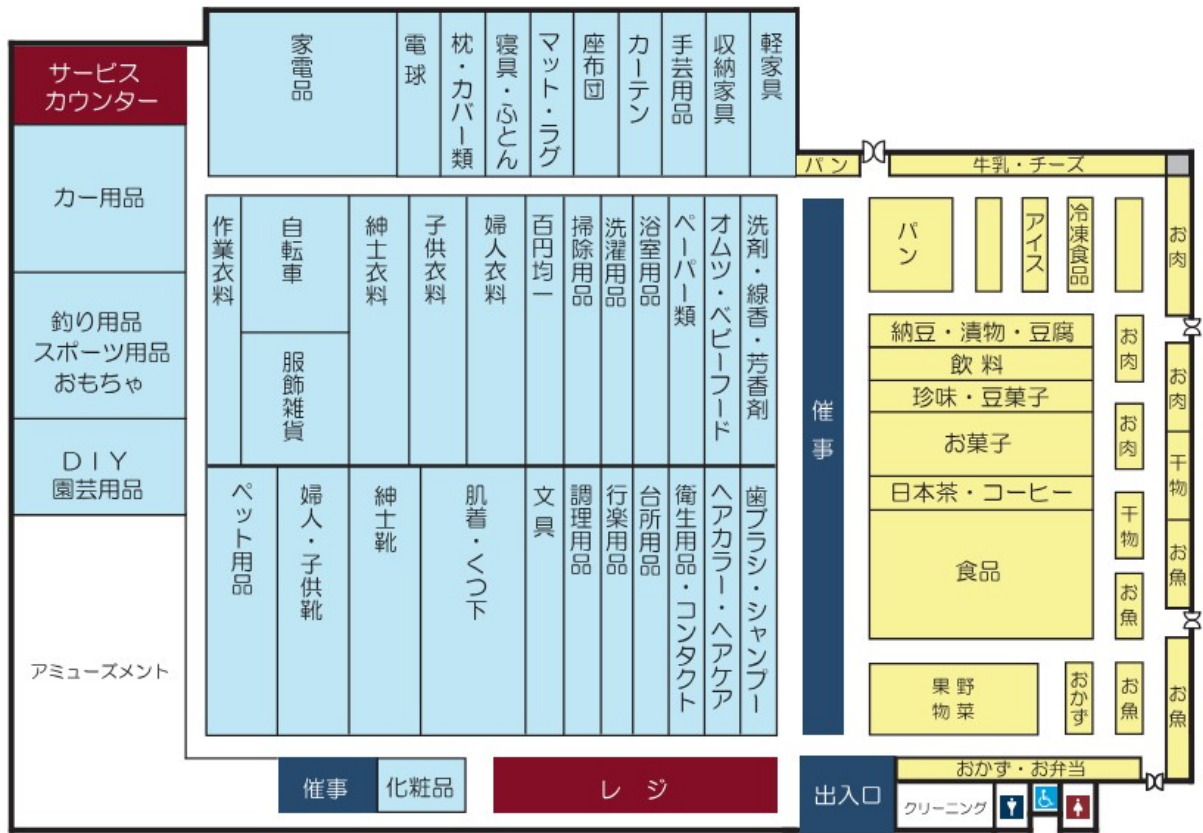 サービス
カウンター
カー用品
釣り用品
スポーツ用品
おもちゃ
DIY
園芸用品
アミューズメント
家電品
電球
枕・カバー類
寝具・ふとん
マット・ラグ
座布団
カーテン
手芸用品
収納家具
軽家具
作業衣料
自転車
服飾雑貨
紳士衣料
子供衣料
婦人衣料
百円均一
掃除用品
洗濯用品
浴室用品
ペーパー類
オムツ・ベビーフード
洗剤・線香・芳香剤
ペット用品
婦人・子供靴
紳士靴
肌着・くつ下
文具
調理用品
行楽用品
台所用品
衛生用品・コンタクト
ヘアカラー・ヘアケア
歯ブラシ・シャンプー
催事
化粧品
レジ
催事
出入口
パン
牛乳・チーズ
パン
アイス
冷凍食品
お肉
納豆・漬物・豆腐
飲料
珍味・豆菓子
お菓子
日本茶・コーヒー
食品
お肉
お肉
干物
お魚
お魚
お肉
干物
お魚
お魚
野菜
果物
おかず
おかず・お弁当
クリーニング